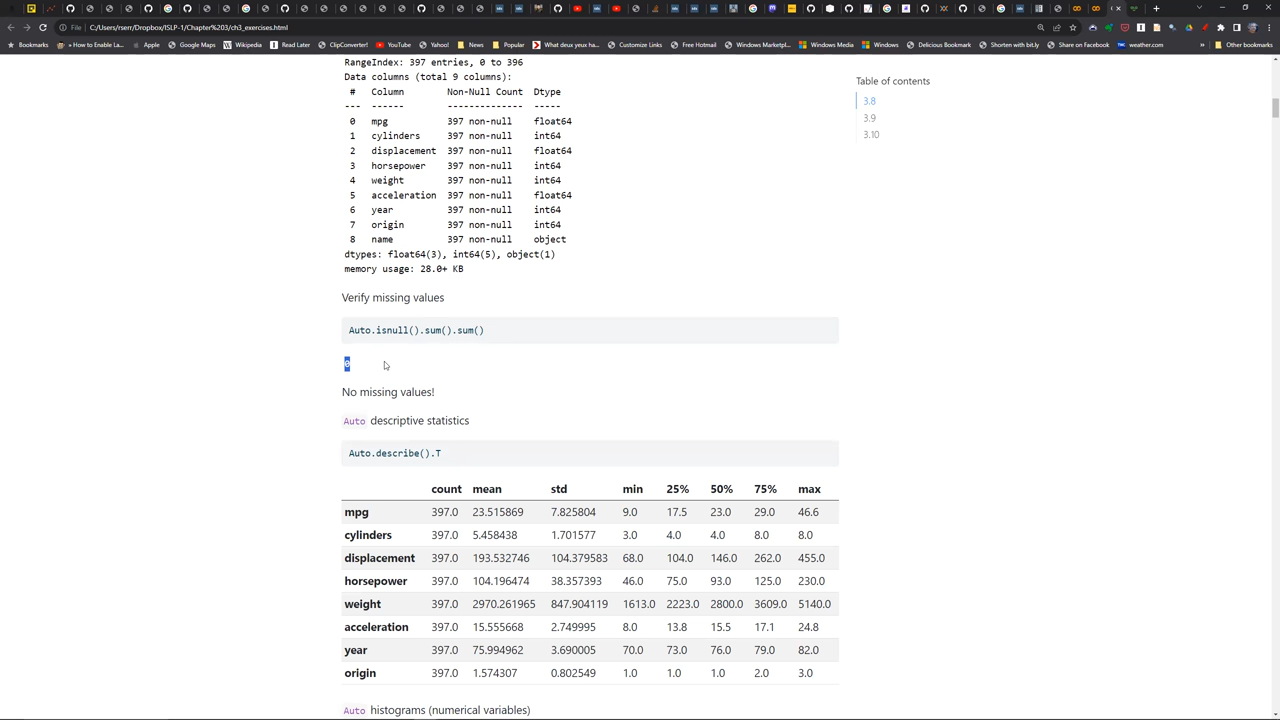 File | C:/Users/rserr/Dropbox/ISLP-1/Chapter%203/ch3_exercises.html
Bookmarks » How to Enable La... Apple Google Maps Wikipedia Read Later ClipConverter! YouTube Yahoo! News Popular What deux yeux ha... Customize Links Free Hotmail Windows Marketpl... Windows Media Windows Delicious Bookmark Shorten with bit.ly Share on Facebook weather.com » Other bookmarks
RangeIndex: 397 entries, 0 to 396
Data columns (total 9 columns):
# Column Non-Null Count Dtype
--- ------ -------------- -----
0 mpg 397 non-null float64
1 cylinders 397 non-null int64
2 displacement 397 non-null float64
3 horsepower 397 non-null int64
4 weight 397 non-null int64
5 acceleration 397 non-null float64
6 year 397 non-null int64
7 origin 397 non-null int64
8 name 397 non-null object
dtypes: float64(3), int64(5), object(1)
memory usage: 28.0+ KB
Verify missing values
Auto.isnull().sum().sum()
0
No missing values!
Auto descriptive statistics
Auto.describe().T
count mean std min 25% 50% 75% max
mpg 397.0 23.515869 7.825804 9.0 17.5 23.0 29.0 46.6
cylinders 397.0 5.458438 1.701577 3.0 4.0 4.0 8.0 8.0
displacement 397.0 193.532746 104.379583 68.0 104.0 146.0 262.0 455.0
horsepower 397.0 104.196474 38.357393 46.0 75.0 93.0 125.0 230.0
weight 397.0 2970.261965 847.904119 1613.0 2223.0 2800.0 3609.0 5140.0
acceleration 397.0 15.555668 2.749995 8.0 13.8 15.5 17.1 24.8
year 397.0 75.994962 3.690005 70.0 73.0 76.0 79.0 82.0
origin 397.0 1.574307 0.802549 1.0 1.0 1.0 2.0 3.0
Auto histograms (numerical variables)
Table of contents
3.8
3.9
3.10